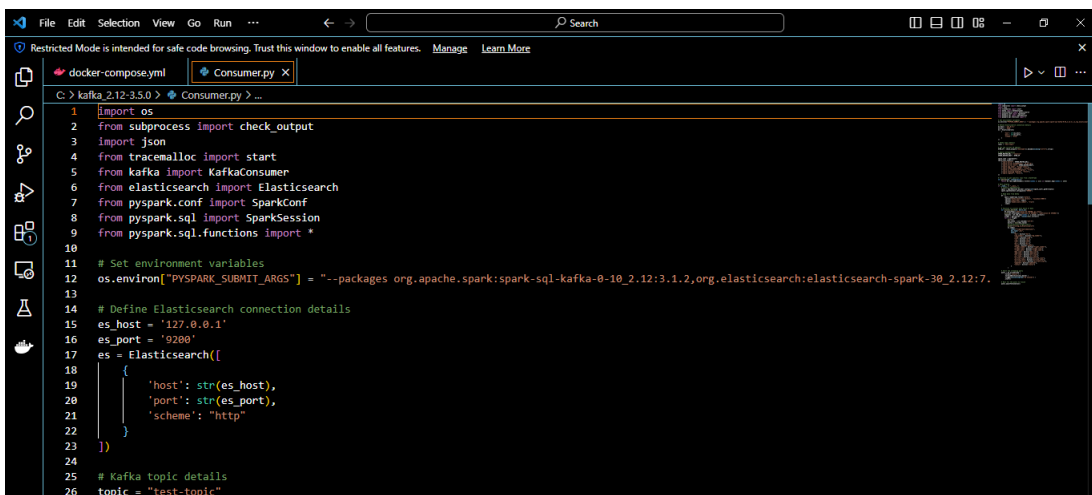 File Edit Selection View Go Run ··· Search
Restricted Mode is intended for safe code browsing. Trust this window to enable all features. Manage Learn More
docker-compose.yml Consumer.py
C: > kafka_2.12-3.5.0 > Consumer.py > ...
1 import os
2 from subprocess import check_output
3 import json
4 from tracemalloc import start
5 from kafka import KafkaConsumer
6 from elasticsearch import Elasticsearch
7 from pyspark.conf import SparkConf
8 from pyspark.sql import SparkSession
9 from pyspark.sql.functions import *
10
11 # Set environment variables
12 os.environ["PYSPARK_SUBMIT_ARGS"] = "--packages org.apache.spark:spark-sql-kafka-0-10_2.12:3.1.2,org.elasticsearch:elasticsearch-spark-30_2.12:7.
13
14 # Define Elasticsearch connection details
15 es_host = '127.0.0.1'
16 es_port = '9200'
17 es = Elasticsearch([
18 {
19 'host': str(es_host),
20 'port': str(es_port),
21 'scheme': "http"
22 }
23 ])
24
25 # Kafka topic details
26 topic = "test-topic"
1